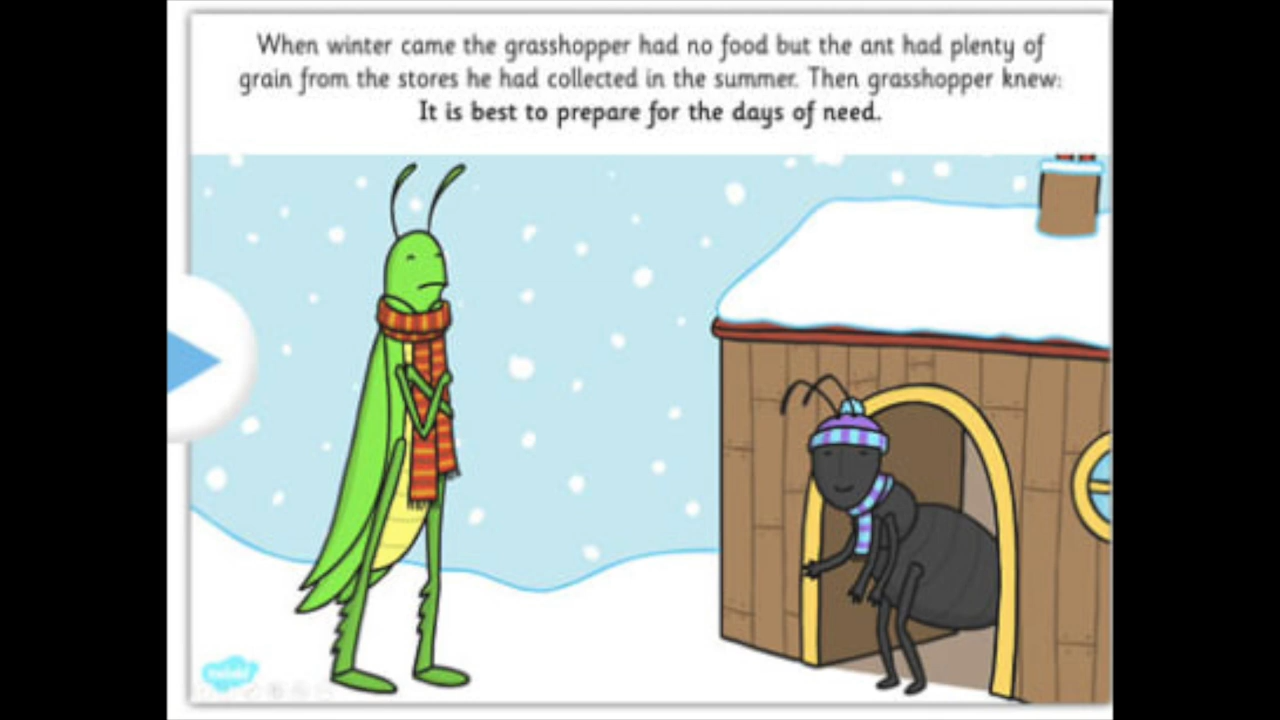 When winter came the grasshopper had no food but the ant had plenty of
grain from the stores he had collected in the summer. Then grasshopper knew:
It is best to prepare for the days of need.